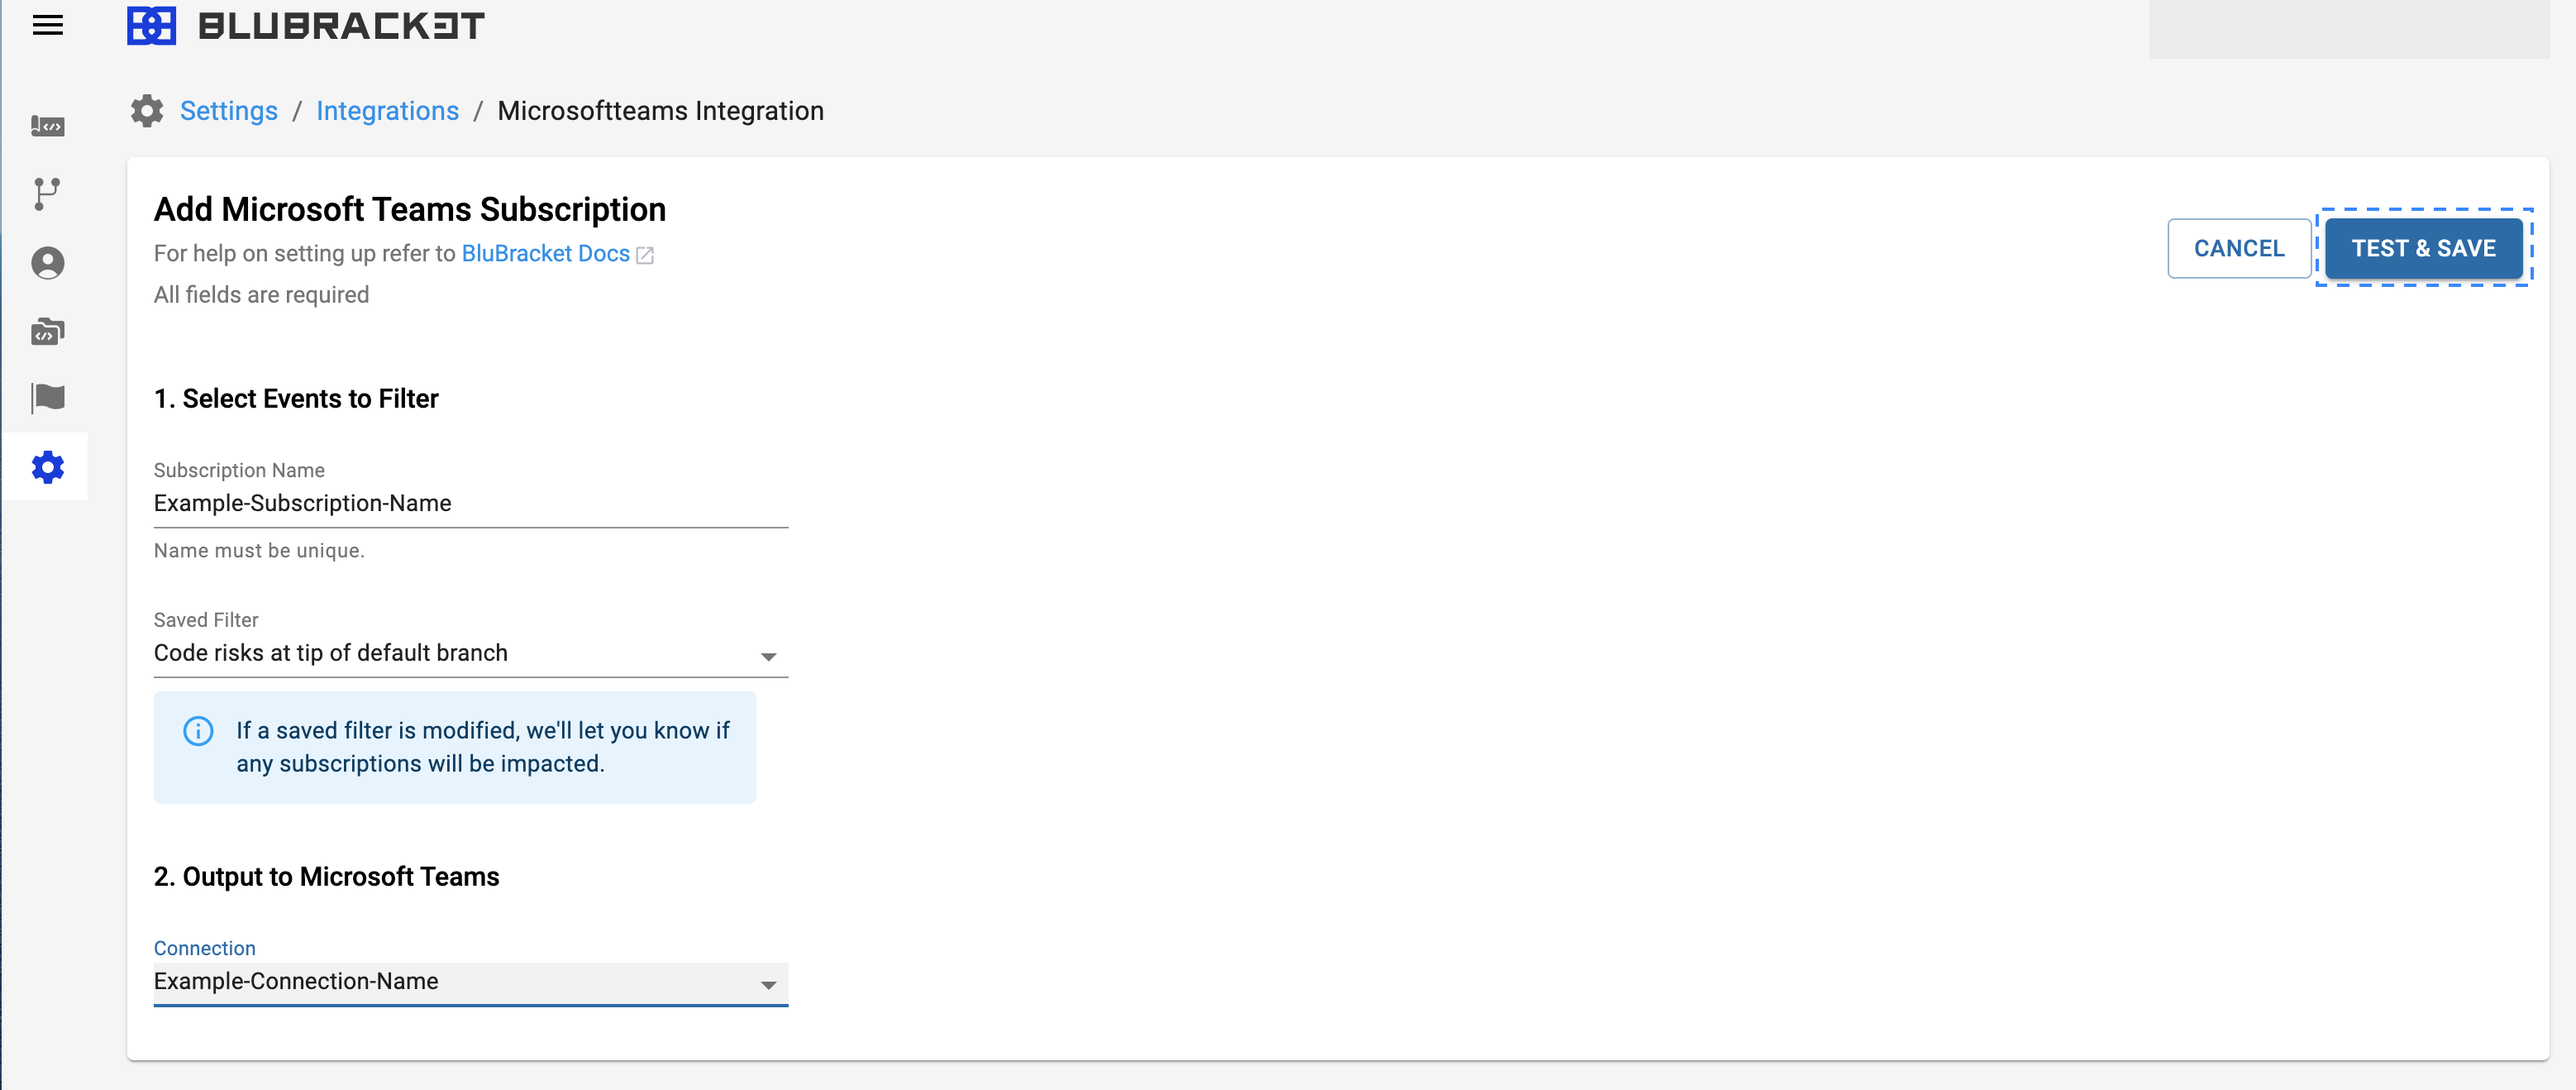 BLUBRACKET
Settings / Integrations / Microsoftteams Integration
Add Microsoft Teams Subscription
For help on setting up refer to BluBracket Docs
All fields are required
CANCEL
TEST & SAVE
1. Select Events to Filter
Subscription Name
Example-Subscription-Name
Name must be unique.
Saved Filter
Code risks at tip of default branch
If a saved filter is modified, we'll let you know if
any subscriptions will be impacted.
2. Output to Microsoft Teams
Connection
Example-Connection-Name